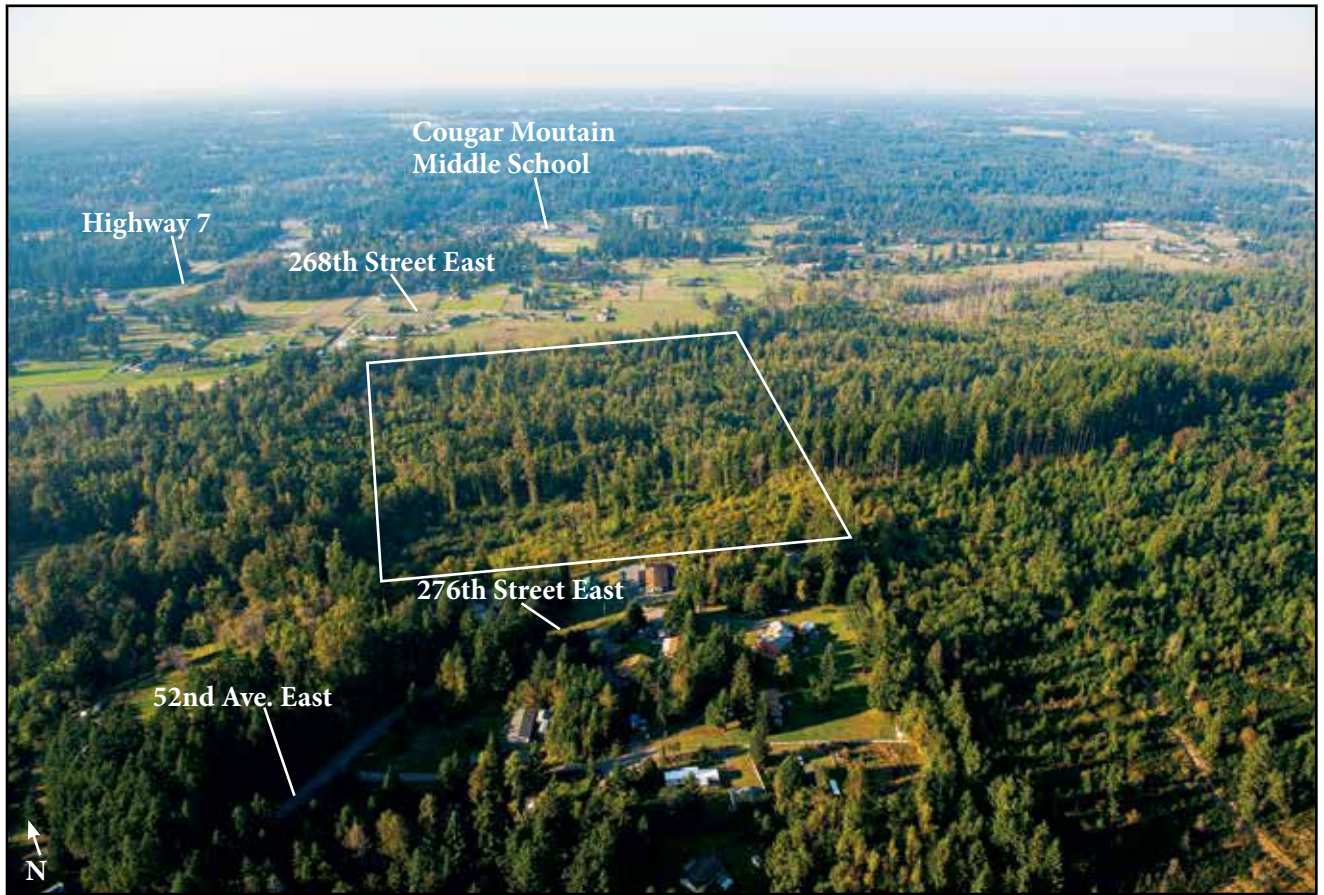 Cougar Moutain
Middle School
Highway 7
268th Street East
276th Street East
52nd Ave. East
N